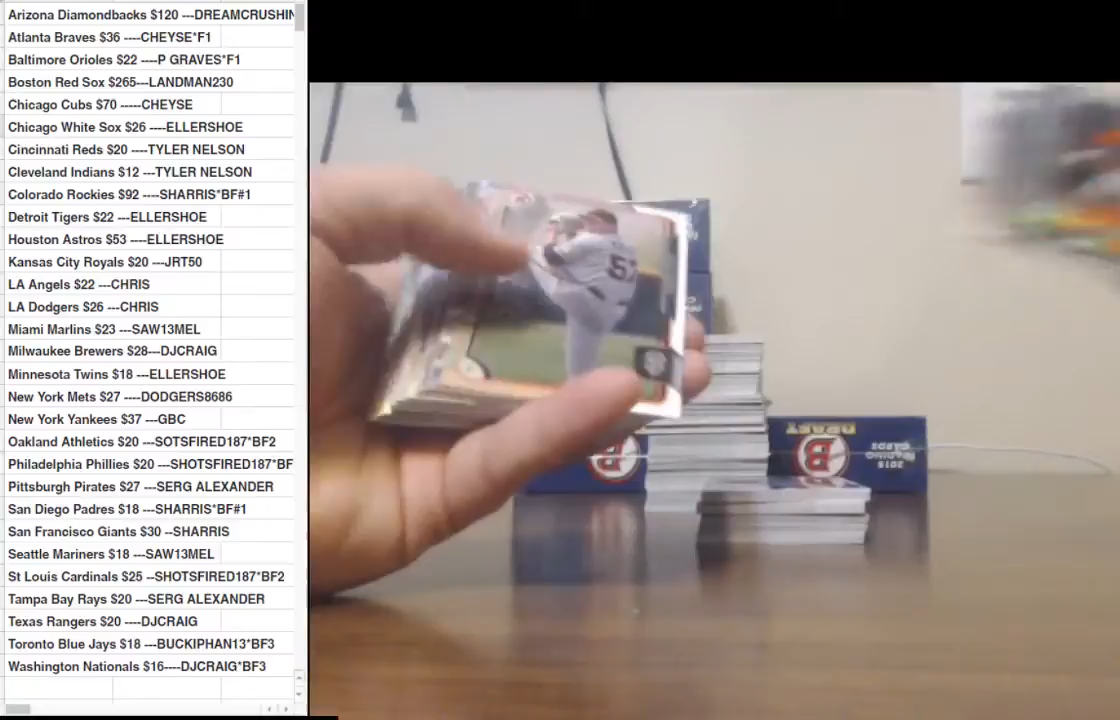 Arizona Diamondbacks $120 ---DREAMCRUSHIN
Atlanta Braves $36 ----CHEYSE*F1
Baltimore Orioles $22 ----P GRAVES*F1
Boston Red Sox $265---LANDMAN230
Chicago Cubs $70 -----CHEYSE
Chicago White Sox $26 ----ELLERSHOE
Cincinnati Reds $20 ----TYLER NELSON
Cleveland Indians $12 ---TYLER NELSON
Colorado Rockies $92 ----SHARRIS*BF#1
Detroit Tigers $22 ---ELLERSHOE
Houston Astros $53 ----ELLERSHOE
Kansas City Royals $20 ---JRT50
LA Angels $22 ---CHRIS
LA Dodgers $26 ---CHRIS
Miami Marlins $23 ---SAW13MEL
Milwaukee Brewers $28---DJCRAIG
Minnesota Twins $18 ---ELLERSHOE
New York Mets $27 ----DODGERS8686
New York Yankees $37 ---GBC
Oakland Athletics $20 ---SOTSFIRED187*BF2
Philadelphia Phillies $20 ---SHOTSFIRED187*BF
Pittsburgh Pirates $27 ---SERG ALEXANDER
San Diego Padres $18 ---SHARRIS*BF#1
San Francisco Giants $30 --SHARRIS
Seattle Mariners $18 ---SAW13MEL
St Louis Cardinals $25 --SHOTSFIRED187*BF2
Tampa Bay Rays $20 ---SERG ALEXANDER
Texas Rangers $20 ----DJCRAIG
Toronto Blue Jays $18 ---BUCKIPHAN13*BF3
Washington Nationals $16----DJCRAIG*BF3
57
B
B
DRAFT
2015
TRADING
CARDS